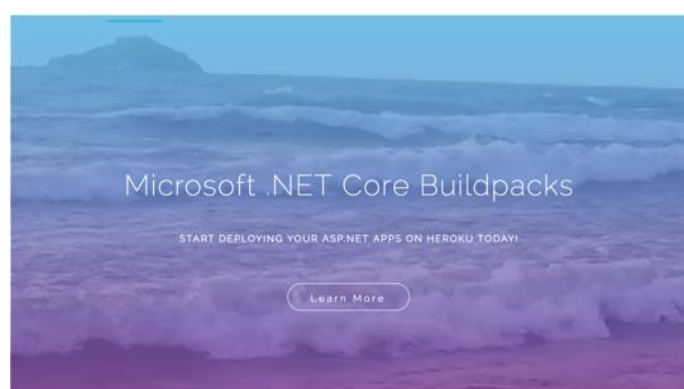 Microsoft .NET Core Buildpacks
START DEPLOYING YOUR ASP.NET APPS ON HEROKU TODAY!
Learn More